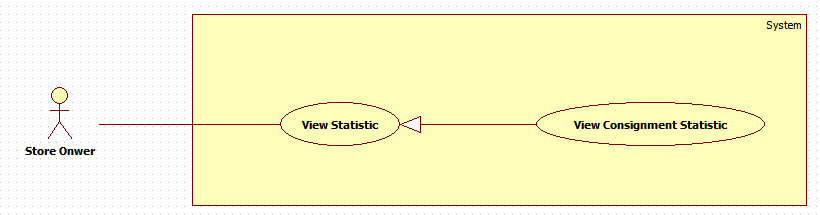 System
View Statistic
View Consignment Statistic
Store Onwer